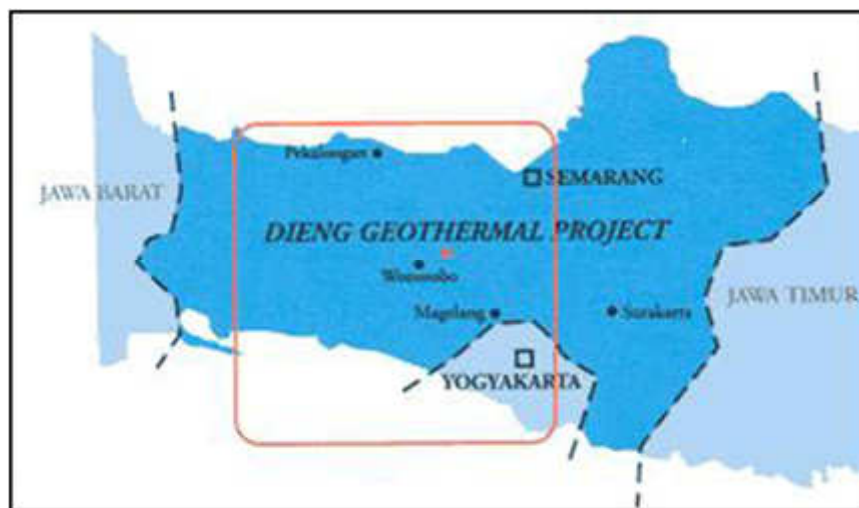 Pekalongan
SEMARANG
JAWA BARAT
DIENG GEOTHERMAL PROJECT
Wonosobo
JAWA TIMUR
Magelang
Surakarta
YOGYAKARTA